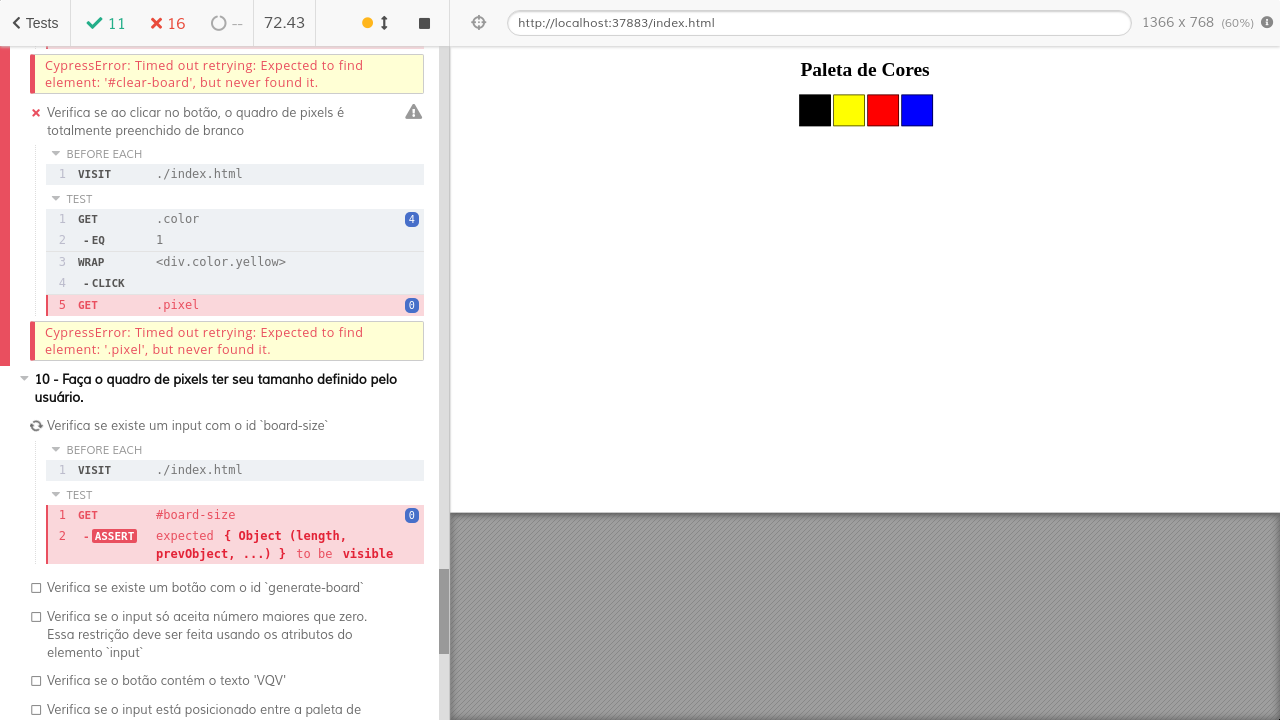 Tests 11 16 -- 72.43 http://localhost:37883/index.html 1366 x 768 (60%)
CypressError: Timed out retrying: Expected to find
element: '#clear-board', but never found it.
Verifica se ao clicar no botão, o quadro de pixels é
totalmente preenchido de branco
BEFORE EACH
1 VISIT ./index.html
TEST
1 GET .color 4
2 -EQ 1
3 WRAP <div.color.yellow>
4 -CLICK
5 GET .pixel 0
CypressError: Timed out retrying: Expected to find
element: '.pixel', but never found it.
10 - Faça o quadro de pixels ter seu tamanho definido pelo
usuário.
Verifica se existe um input com o id `board-size`
BEFORE EACH
1 VISIT ./index.html
TEST
1 GET #board-size 0
2 -ASSERT expected { Object (length,
prevObject, ...) } to be visible
Verifica se existe um botão com o id `generate-board`
Verifica se o input só aceita número maiores que zero.
Essa restrição deve ser feita usando os atributos do
elemento `input`
Verifica se o botão contém o texto 'VQV'
Verifica se o input está posicionado entre a paleta de
Paleta de Cores